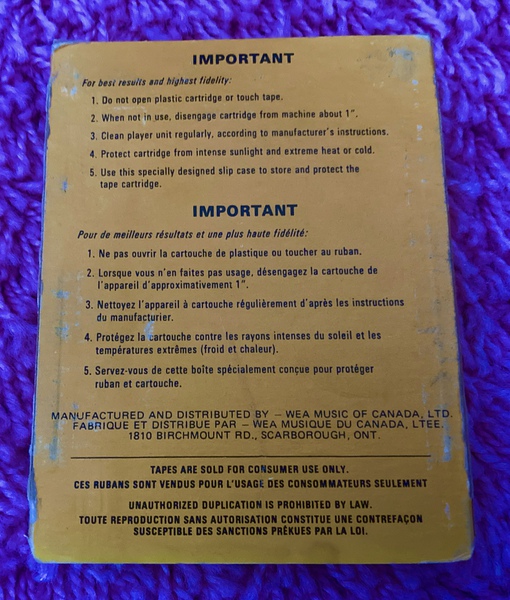 IMPORTANT
For best results and highest fidelity:
1. Do not open plastic cartridge or touch tape.
2. When not in use, disengage cartridge from machine about 1".
3. Clean player unit regularly, according to manufacturer's instructions.
4. Protect cartridge from intense sunlight and extreme heat or cold.
5. Use this specially designed slip case to store and protect the
tape cartridge.
IMPORTANT
Pour de meilleurs résultats et une plus haute fidélité:
1. Ne pas ouvrir la cartouche de plastique ou toucher au ruban.
2. Lorsque vous n'en faites pas usage, désengagez la cartouche de
l'appareil d'approximativement 1".
3. Nettoyez l'appareil à cartouche régulièrement d'après les instructions
du manufacturier.
4. Protégez la cartouche contre les rayons intenses du soleil et les
températures extrêmes (froid et chaleur).
5. Servez-vous de cette boîte spécialement conçue pour protéger
ruban et cartouche.
MANUFACTURED AND DISTRIBUTED BY – WEA MUSIC OF CANADA, LTD.
FABRIQUE ET DISTRIBUE PAR – WEA MUSIQUE DU CANADA, LTEE.
1810 BIRCHMOUNT RD., SCARBOROUGH, ONT.
TAPES ARE SOLD FOR CONSUMER USE ONLY.
CES RUBANS SONT VENDUS POUR L'USAGE DES CONSOMMATEURS SEULEMENT
UNAUTHORIZED DUPLICATION IS PROHIBITED BY LAW.
TOUTE REPRODUCTION SANS AUTORISATION CONSTITUE UNE CONTREFAÇON
SUSCEPTIBLE DES SANCTIONS PRÈKUES PAR LA LOI.